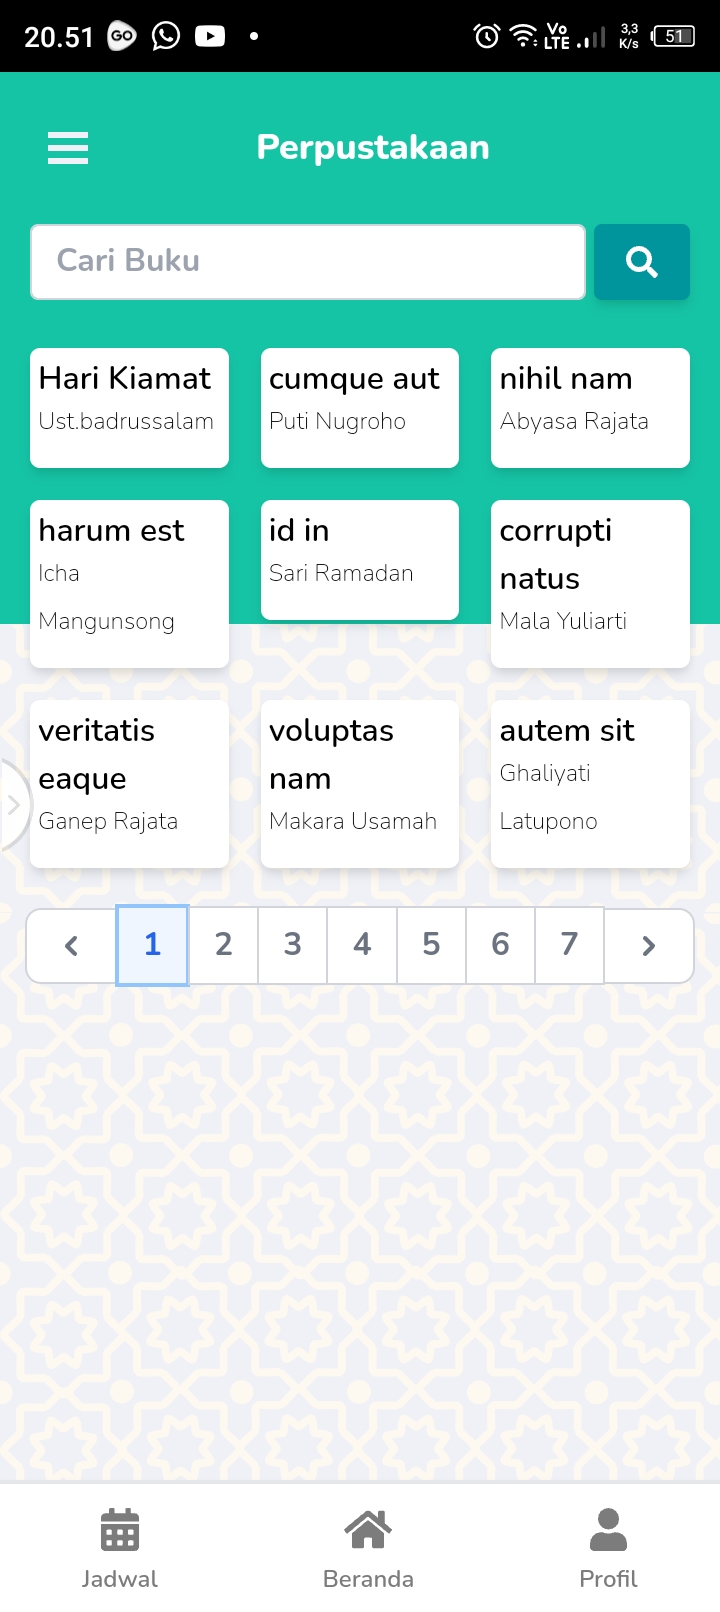 20.51 GO Vo LTE 3,3 K/s 51
Perpustakaan
Cari Buku
Hari Kiamat
Ust.badrussalam
cumque aut
Puti Nugroho
nihil nam
Abyasa Rajata
harum est
Icha
Mangunsong
id in
Sari Ramadan
corrupti
natus
Mala Yuliarti
veritatis
eaque
Ganep Rajata
voluptas
nam
Makara Usamah
autem sit
Ghaliyati
Latupono
1 2 3 4 5 6 7
Jadwal Beranda Profil